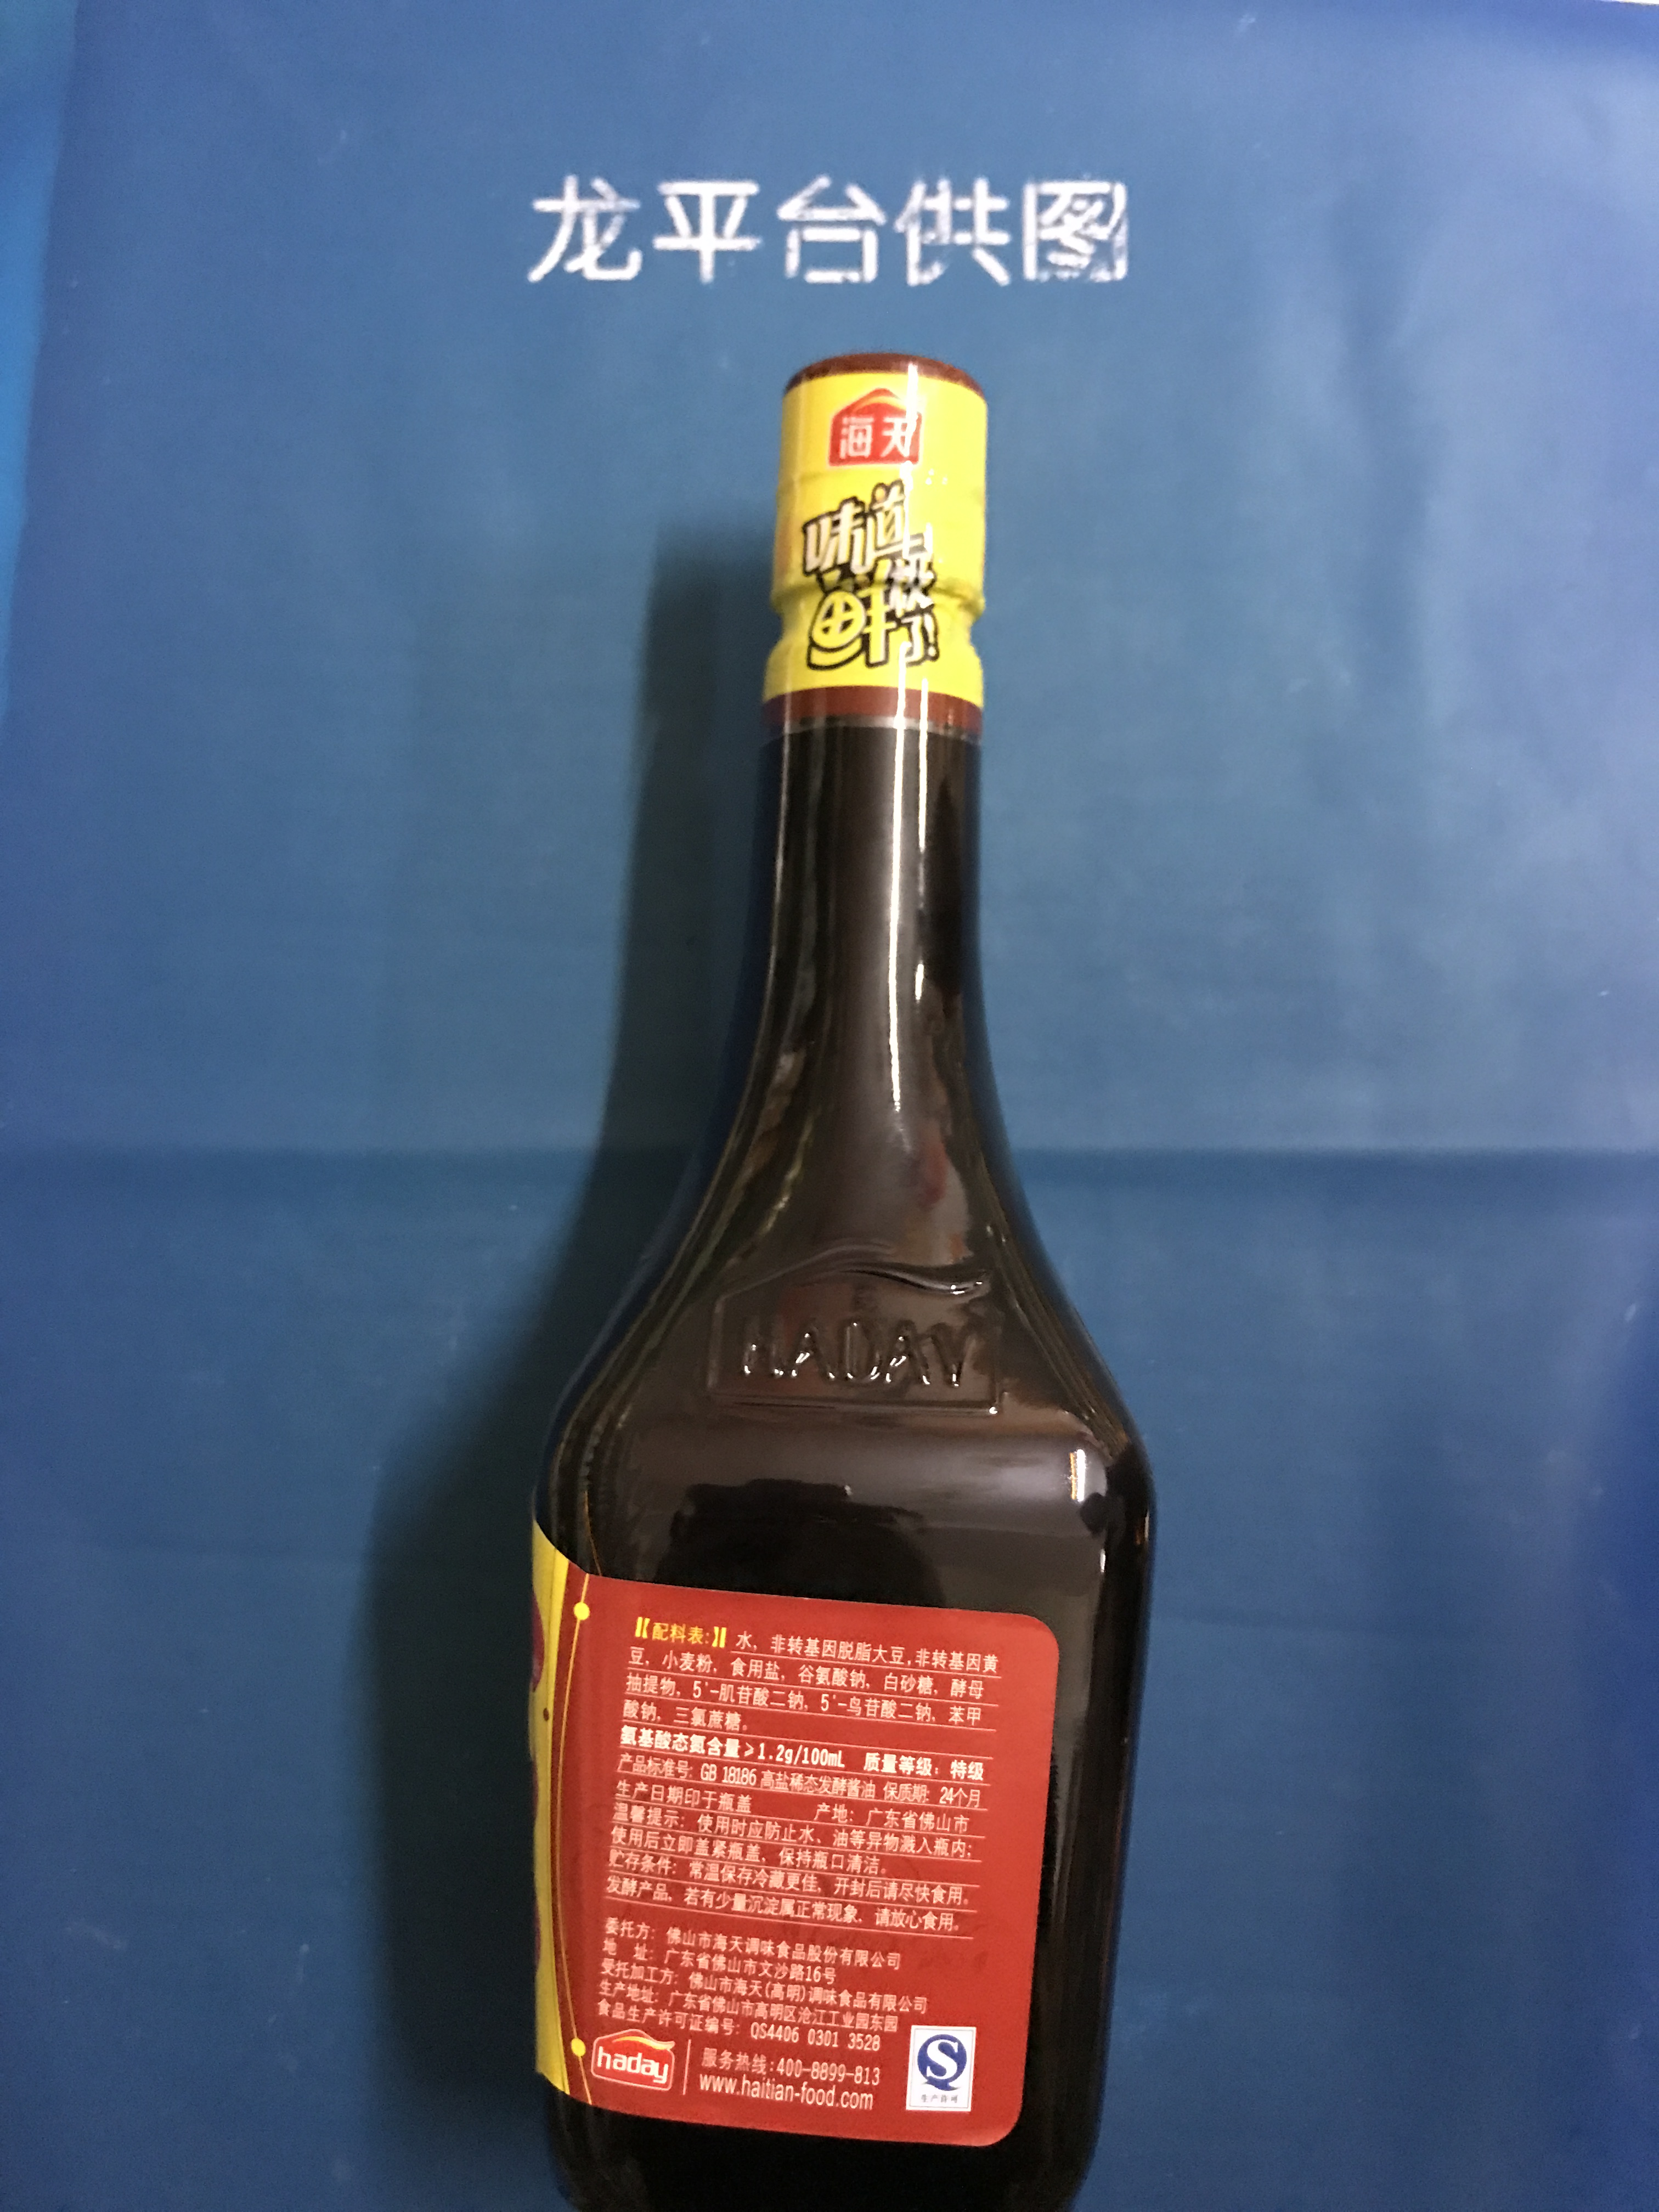 龙平台供图
海天
味道
鲜极了!
HADAY
【配料表:】水,非转基因脱脂大豆,非转基因黄
豆,小麦粉,食用盐,谷氨酸钠,白砂糖,酵母
抽提物,5'-肌苷酸二钠,5'-鸟苷酸二钠,苯甲
酸钠,三氯蔗糖。
氨基酸态氮含量≥1.2g/100mL 质量等级:特级
产品标准号:GB 18186 高盐稀态发酵酱油 保质期:24个月
生产日期印于瓶盖 产地:广东省佛山市
温馨提示:使用时应防止水、油等异物溅入瓶内;
使用后立即盖紧瓶盖,保持瓶口清洁。
贮存条件:常温保存冷藏更佳,开封后请尽快食用。
发酵产品,若有少量沉淀属正常现象,请放心食用。
委托方:佛山市海天调味食品股份有限公司
地 址:广东省佛山市文沙路16号
受托加工方:佛山市海天(高明)调味食品有限公司
生产地址:广东省佛山市高明区沧江工业园东园
食品生产许可证编号:QS4406 0301 3528
haday
服务热线:400-8899-813
www.haitian-food.com
S
生产许可